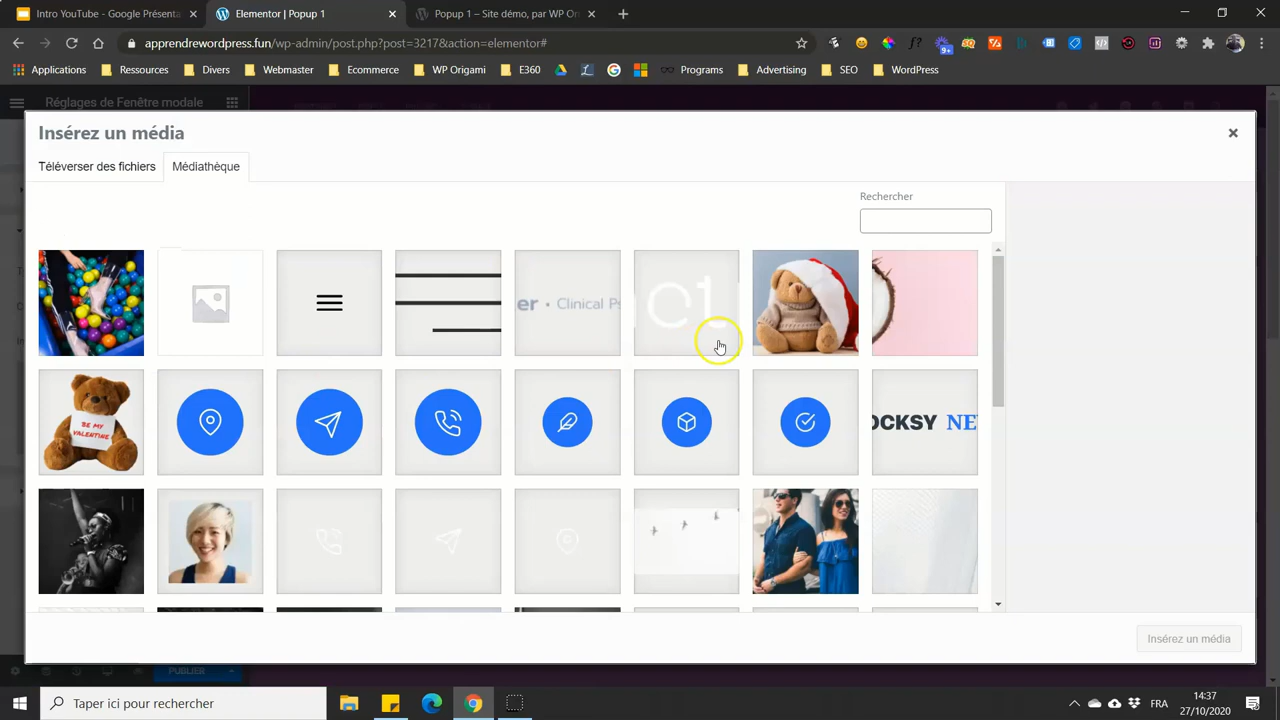 Intro YouTube - Google Présenta
Elementor | Popup 1
Popup 1 – Site démo, par WP On
apprendrewordpress.fun/wp-admin/post.php?post=3217&action=elementor#
Applications
Ressources
Divers
Webmaster
Ecommerce
WP Origami
E360
Programs
Advertising
SEO
WordPress
Réglages de Fenêtre modale
Insérez un média
Téléverser des fichiers
Médiathèque
Rechercher
er • Clinical Ps
BE MY
VALENTINE!
OCKSY NE
Insérez un média
PUBLIER
Taper ici pour rechercher
FRA
14:37
27/10/2020